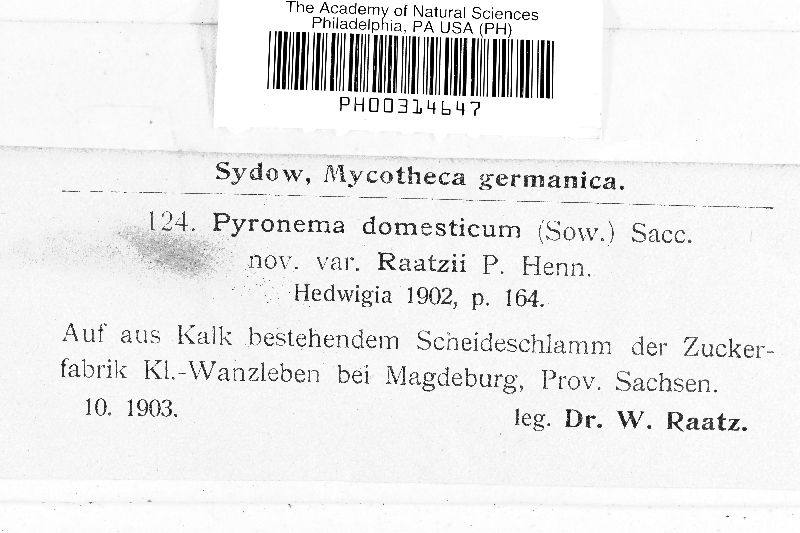 The Academy of Natural Sciences
Philadelphia, PA USA (PH)
PH00314647
Sydow, Mycotheca germanica.
124. Pyronema domesticum (Sow.) Sacc.
nov. var. Raatzii P. Henn.
Hedwigia 1902, p. 164.
Auf aus Kalk bestehendem Scheideschlamm der Zucker-
fabrik Kl.-Wanzleben bei Magdeburg, Prov. Sachsen.
10. 1903.
leg. Dr. W. Raatz.